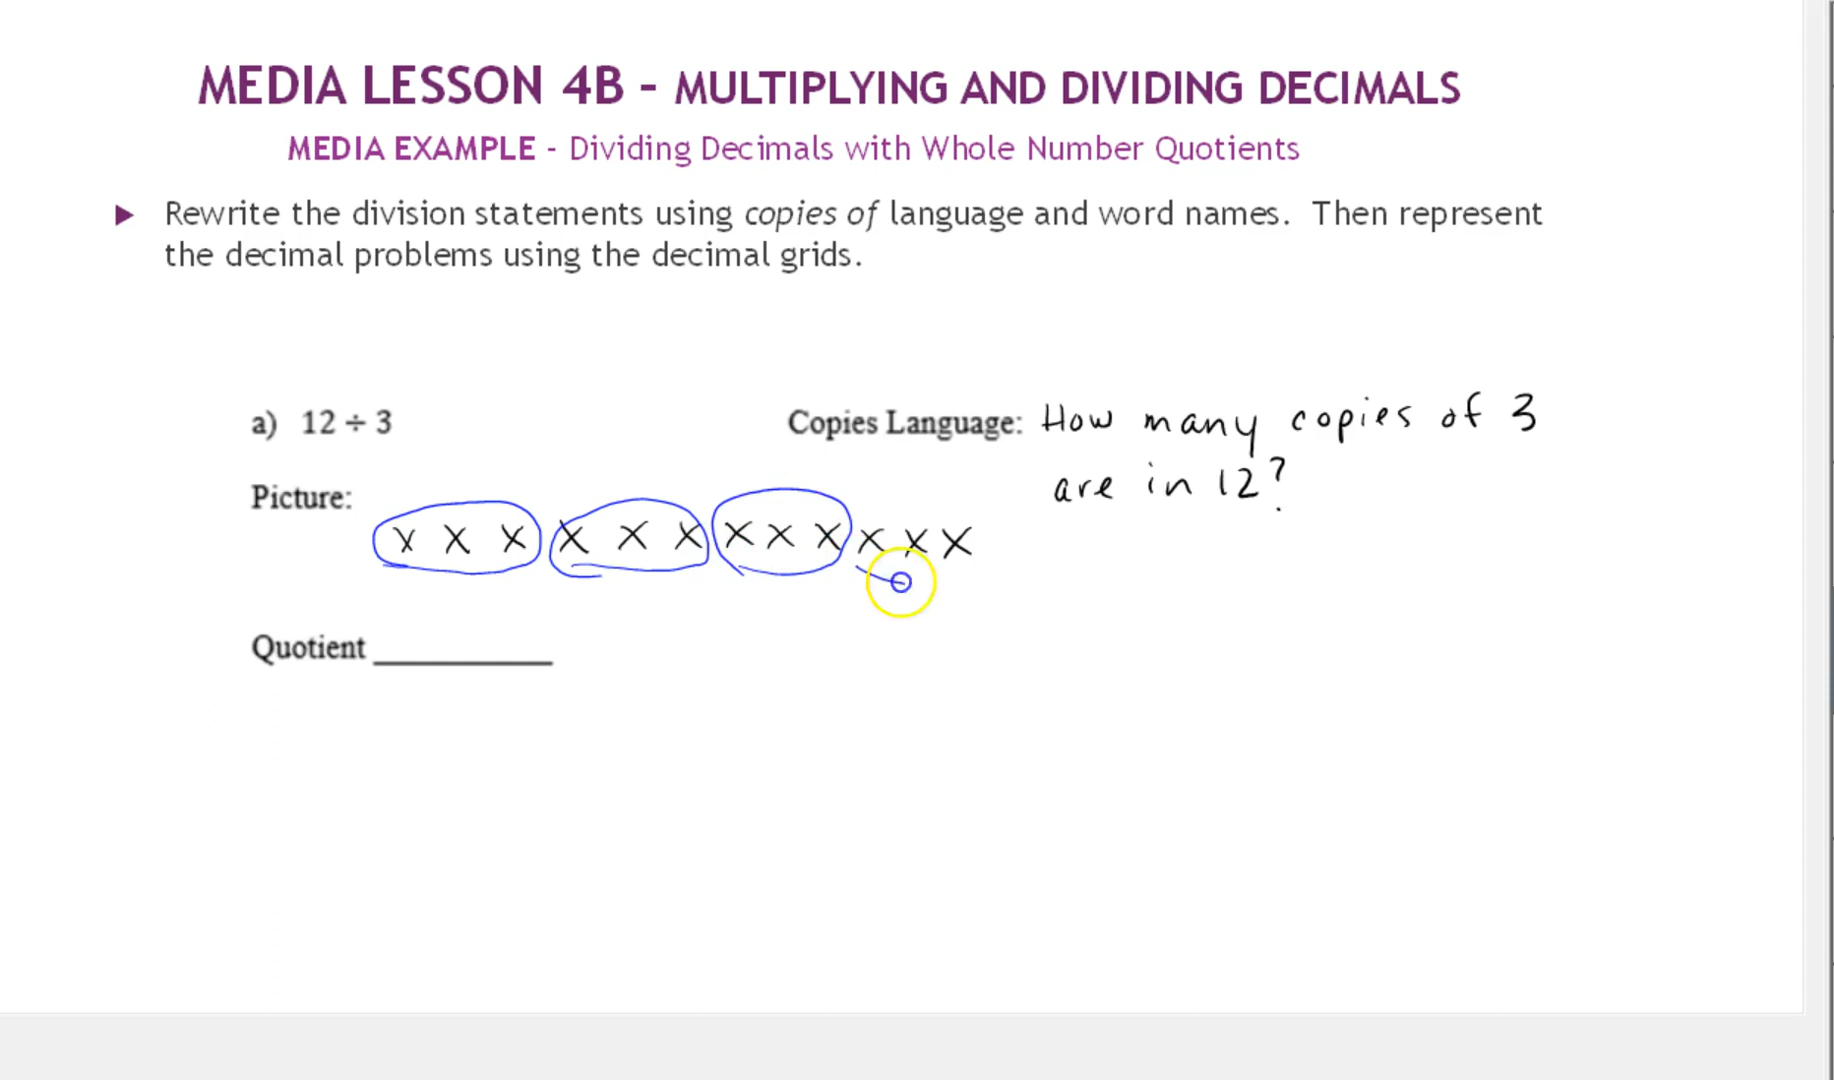 MEDIA LESSON 4B - MULTIPLYING AND DIVIDING DECIMALS
MEDIA EXAMPLE - Dividing Decimals with Whole Number Quotients
Rewrite the division statements using copies of language and word names. Then represent
the decimal problems using the decimal grids.
a) 12 ÷ 3
Copies Language: How many copies of 3
are in 12?
Picture:
X X X X X X X X X X X X
Quotient __________